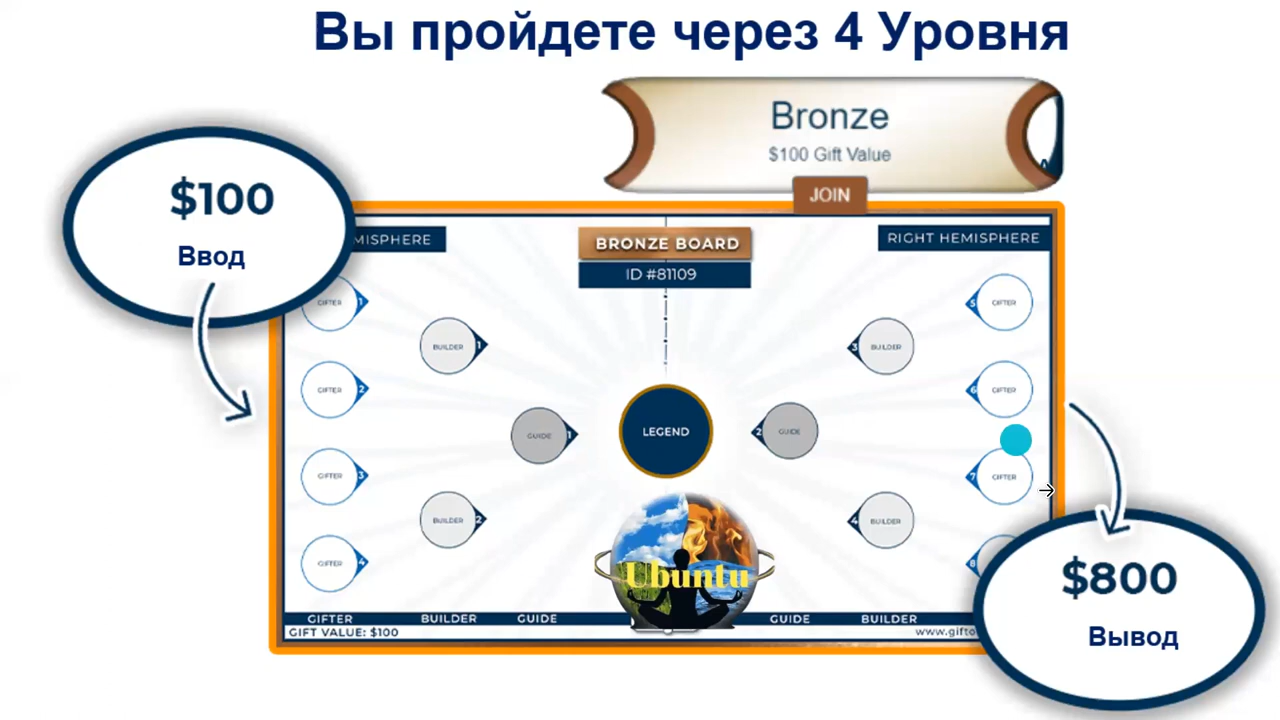 Вы пройдете через 4 Уровня
Bronze
$100 Gift Value
JOIN
$100
Ввод
MISPHERE
BRONZE BOARD
ID #81109
RIGHT HEMISPHERE
GIFTER 1
5 GIFTER
BUILDER 1
3 BUILDER
GIFTER 2
6 GIFTER
GUIDE 1
LEGEND
2 GUIDE
GIFTER 3
7 GIFTER
BUILDER 2
4 BUILDER
GIFTER 4
8
Ubuntu
$800
Вывод
GIFTER BUILDER GUIDE GUIDE BUILDER
GIFT VALUE: $100